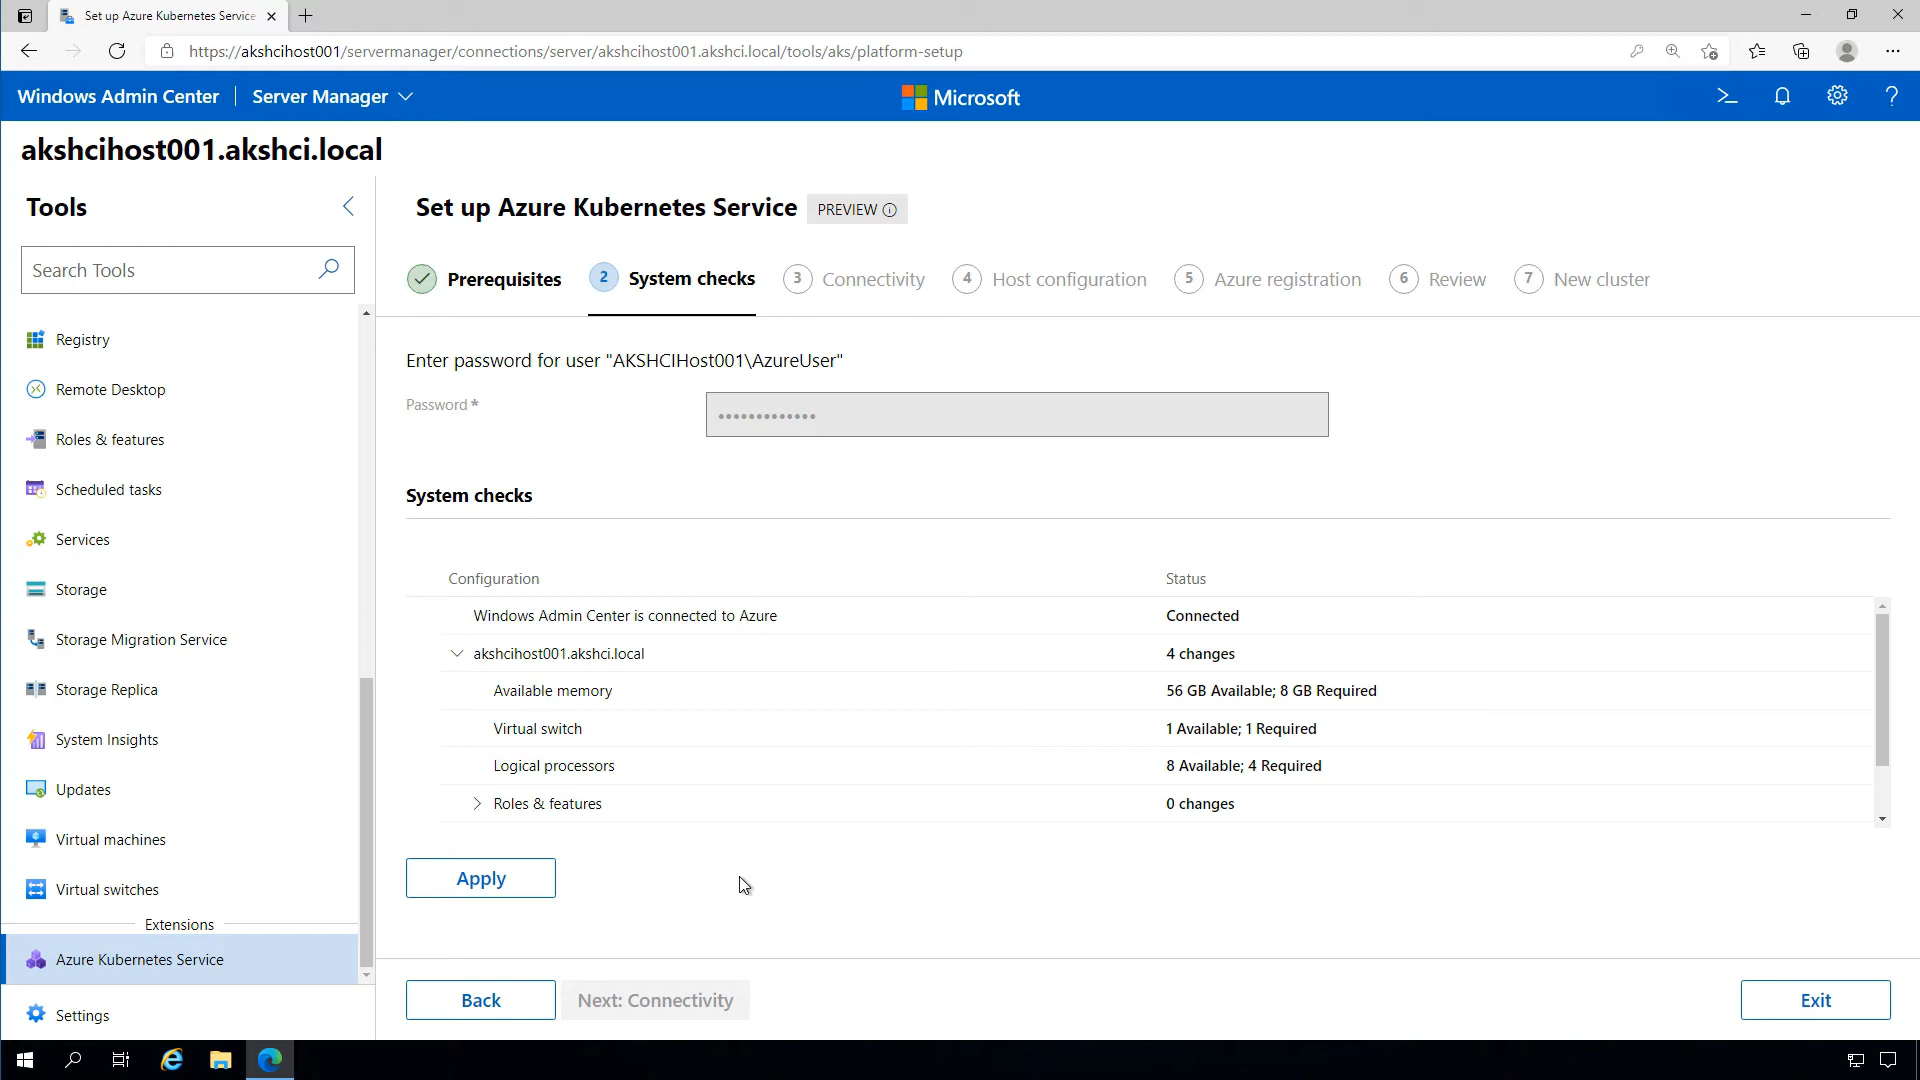 Set up Azure Kubernetes Service
https://akshcihost001/servermanager/connections/server/akshcihost001.akshci.local/tools/aks/platform-setup
Windows Admin Center
Server Manager
Microsoft
akshcihost001.akshci.local
Tools
Search Tools
Registry
Remote Desktop
Roles & features
Scheduled tasks
Services
Storage
Storage Migration Service
Storage Replica
System Insights
Updates
Virtual machines
Virtual switches
Extensions
Azure Kubernetes Service
Settings
Set up Azure Kubernetes Service PREVIEW
Prerequisites 2 System checks 3 Connectivity 4 Host configuration 5 Azure registration 6 Review 7 New cluster
Enter password for user "AKSHCIHost001\AzureUser"
Password *
System checks
Configuration Status
Windows Admin Center is connected to Azure Connected
akshcihost001.akshci.local 4 changes
Available memory 56 GB Available; 8 GB Required
Virtual switch 1 Available; 1 Required
Logical processors 8 Available; 4 Required
Roles & features 0 changes
Apply
Back Next: Connectivity Exit